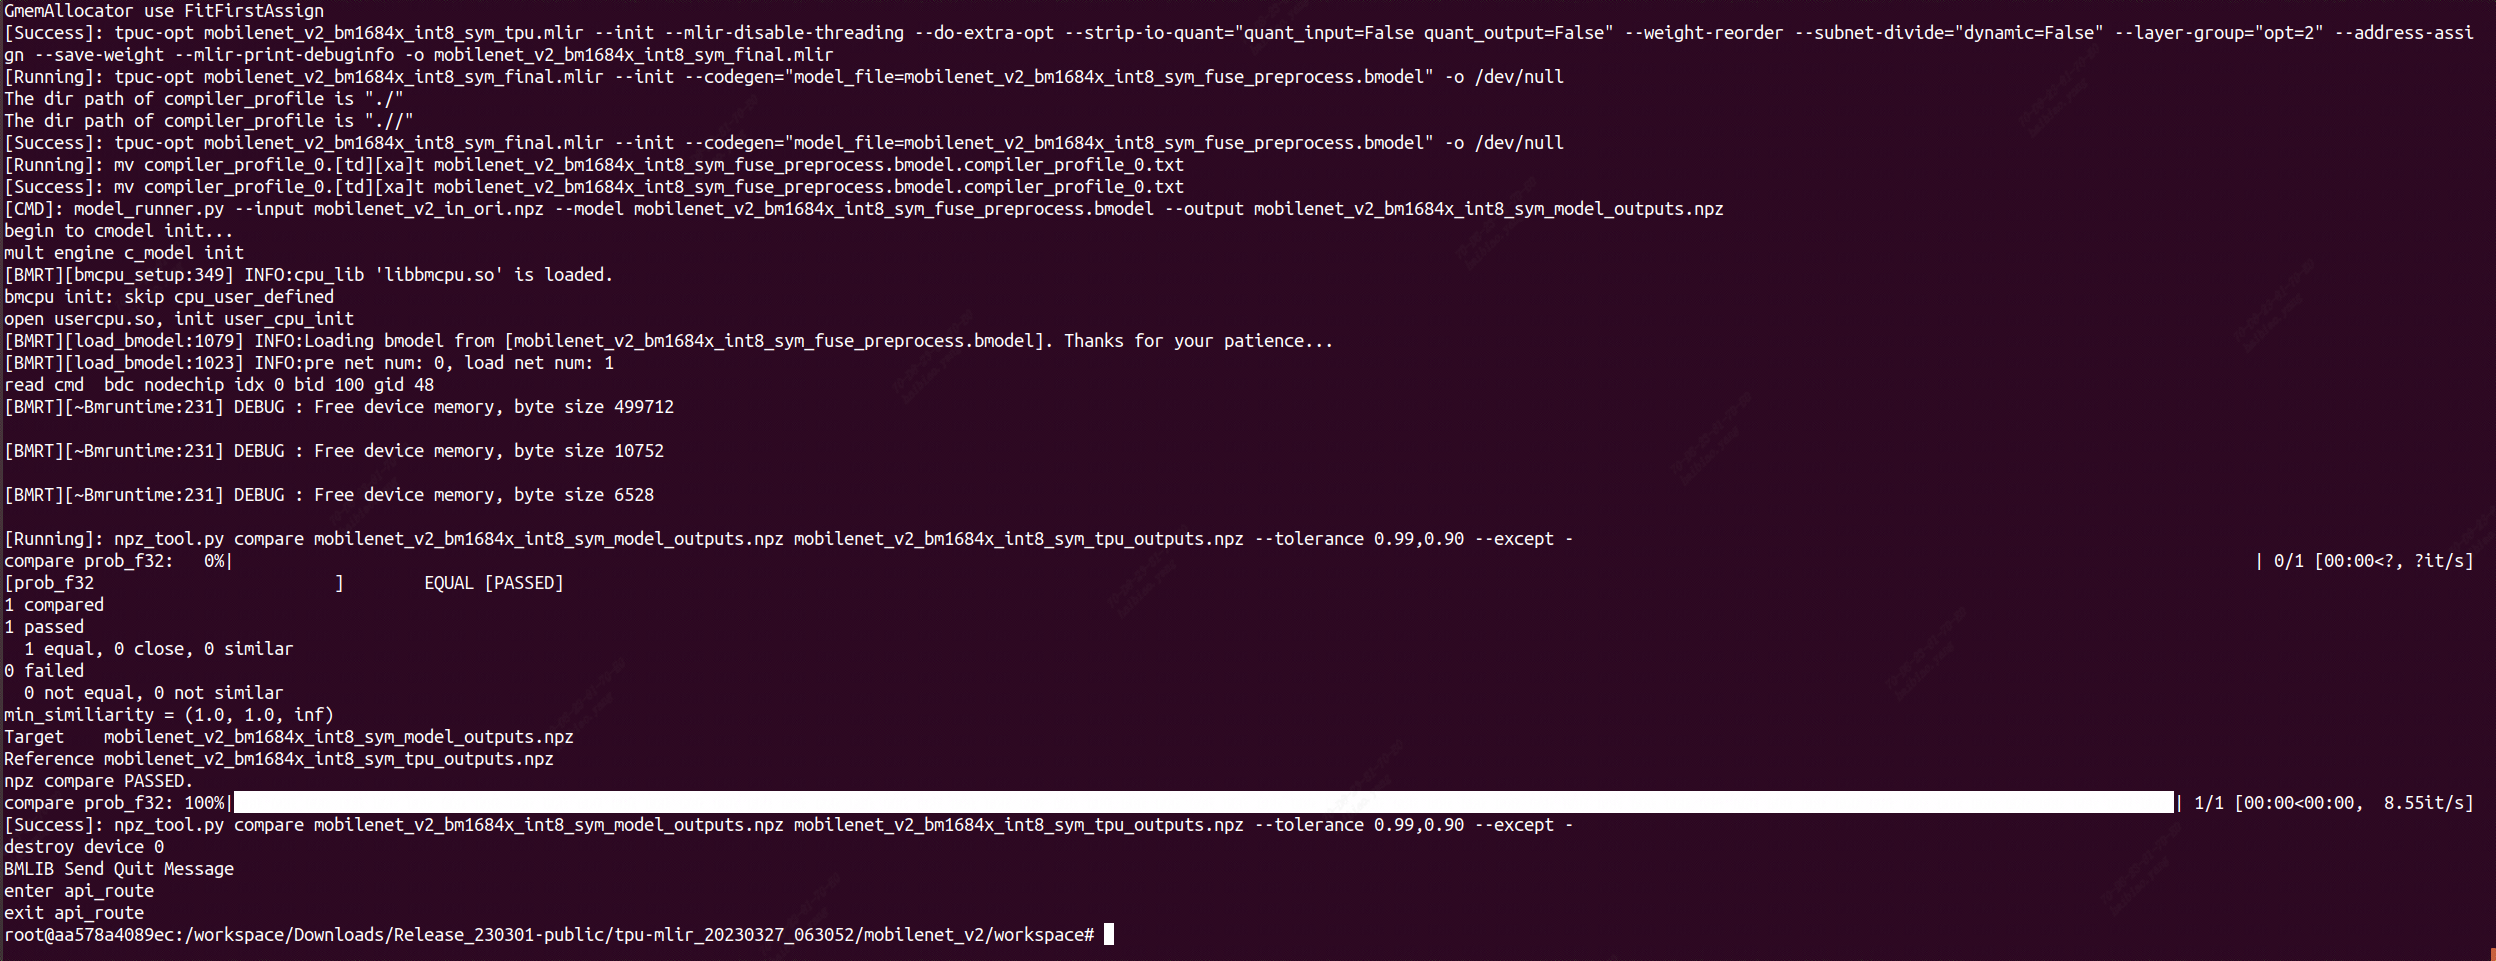 GmemAllocator use FitFirstAssign
[Success]: tpuc-opt mobilenet_v2_bm1684x_int8_sym_tpu.mlir --init --mlir-disable-threading --do-extra-opt --strip-io-quant="quant_input=False quant_output=False" --weight-reorder --subnet-divide="dynamic=False" --layer-group="opt=2" --address-assi
gn --save-weight --mlir-print-debuginfo -o mobilenet_v2_bm1684x_int8_sym_final.mlir
[Running]: tpuc-opt mobilenet_v2_bm1684x_int8_sym_final.mlir --init --codegen="model_file=mobilenet_v2_bm1684x_int8_sym_fuse_preprocess.bmodel" -o /dev/null
The dir path of compiler_profile is "./"
The dir path of compiler_profile is ".//"
[Success]: tpuc-opt mobilenet_v2_bm1684x_int8_sym_final.mlir --init --codegen="model_file=mobilenet_v2_bm1684x_int8_sym_fuse_preprocess.bmodel" -o /dev/null
[Running]: mv compiler_profile_0.[td][xa]t mobilenet_v2_bm1684x_int8_sym_fuse_preprocess.bmodel.compiler_profile_0.txt
[Success]: mv compiler_profile_0.[td][xa]t mobilenet_v2_bm1684x_int8_sym_fuse_preprocess.bmodel.compiler_profile_0.txt
[CMD]: model_runner.py --input mobilenet_v2_in_ori.npz --model mobilenet_v2_bm1684x_int8_sym_fuse_preprocess.bmodel --output mobilenet_v2_bm1684x_int8_sym_model_outputs.npz
begin to cmodel init...
mult engine c_model init
[BMRT][bmcpu_setup:349] INFO:cpu_lib 'libbmcpu.so' is loaded.
bmcpu init: skip cpu_user_defined
open usercpu.so, init user_cpu_init
[BMRT][load_bmodel:1079] INFO:Loading bmodel from [mobilenet_v2_bm1684x_int8_sym_fuse_preprocess.bmodel]. Thanks for your patience...
[BMRT][load_bmodel:1023] INFO:pre net num: 0, load net num: 1
read cmd  bdc nodechip idx 0 bid 100 gid 48
[BMRT][~Bmruntime:231] DEBUG : Free device memory, byte size 499712
[BMRT][~Bmruntime:231] DEBUG : Free device memory, byte size 10752
[BMRT][~Bmruntime:231] DEBUG : Free device memory, byte size 6528
[Running]: npz_tool.py compare mobilenet_v2_bm1684x_int8_sym_model_outputs.npz mobilenet_v2_bm1684x_int8_sym_tpu_outputs.npz --tolerance 0.99,0.90 --except -
compare prob_f32:   0%| | 0/1 [00:00<?, ?it/s]
[prob_f32                        ]        EQUAL [PASSED]
1 compared
1 passed
  1 equal, 0 close, 0 similar
0 failed
  0 not equal, 0 not similar
min_similiarity = (1.0, 1.0, inf)
Target    mobilenet_v2_bm1684x_int8_sym_model_outputs.npz
Reference mobilenet_v2_bm1684x_int8_sym_tpu_outputs.npz
npz compare PASSED.
compare prob_f32: 100%| | 1/1 [00:00<00:00,  8.55it/s]
[Success]: npz_tool.py compare mobilenet_v2_bm1684x_int8_sym_model_outputs.npz mobilenet_v2_bm1684x_int8_sym_tpu_outputs.npz --tolerance 0.99,0.90 --except -
destroy device 0
BMLIB Send Quit Message
enter api_route
exit api_route
root@aa578a4089ec:/workspace/Downloads/Release_230301-public/tpu-mlir_20230327_063052/mobilenet_v2/workspace#